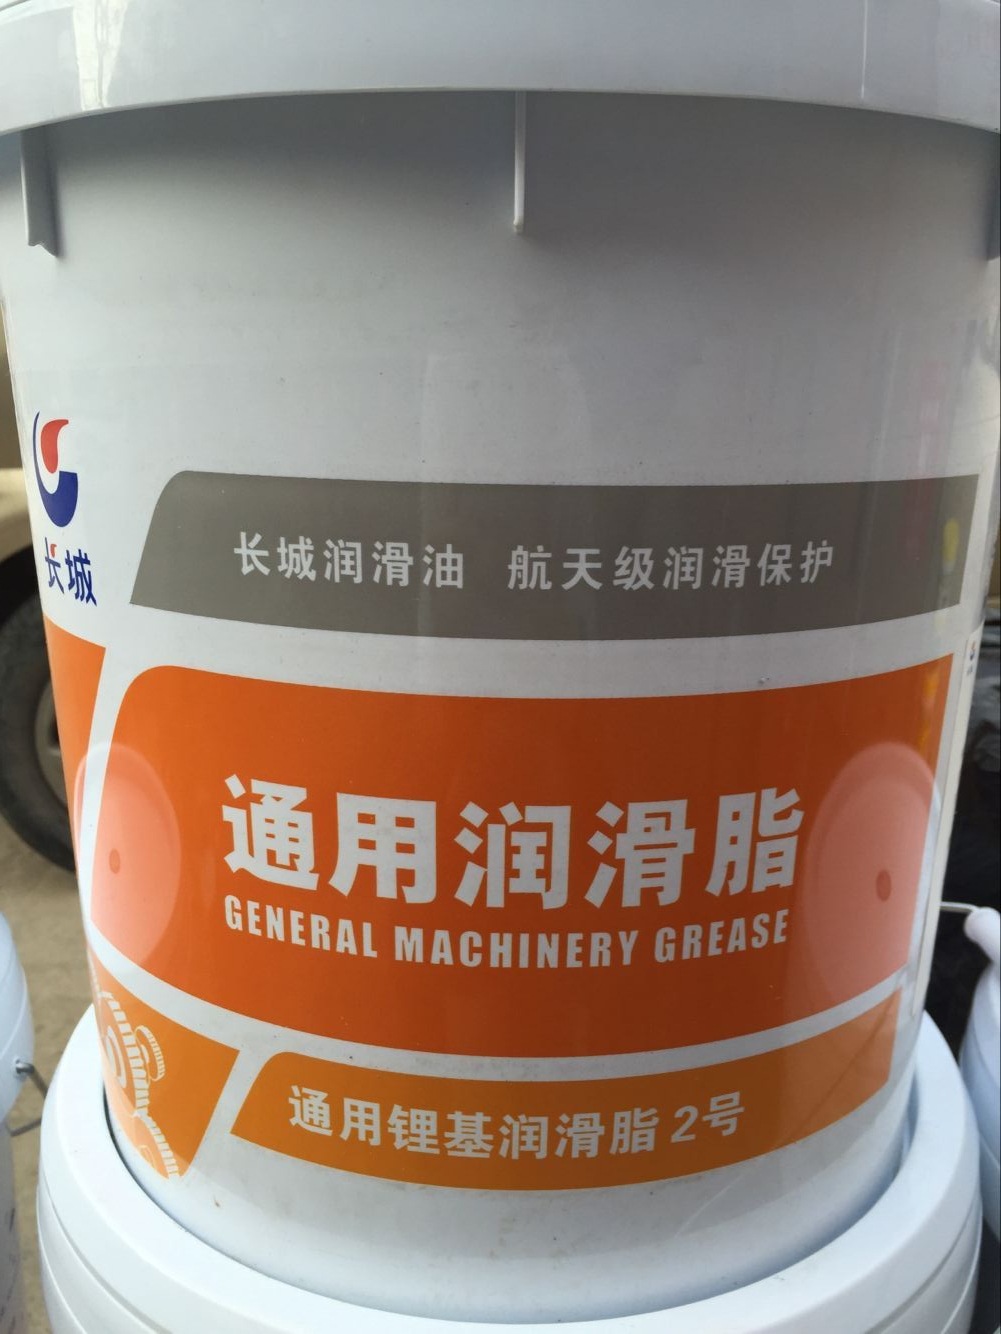 长城
长城润滑油 航天级润滑保护
通用润滑脂
GENERAL MACHINERY GREASE
通用锂基润滑脂2号